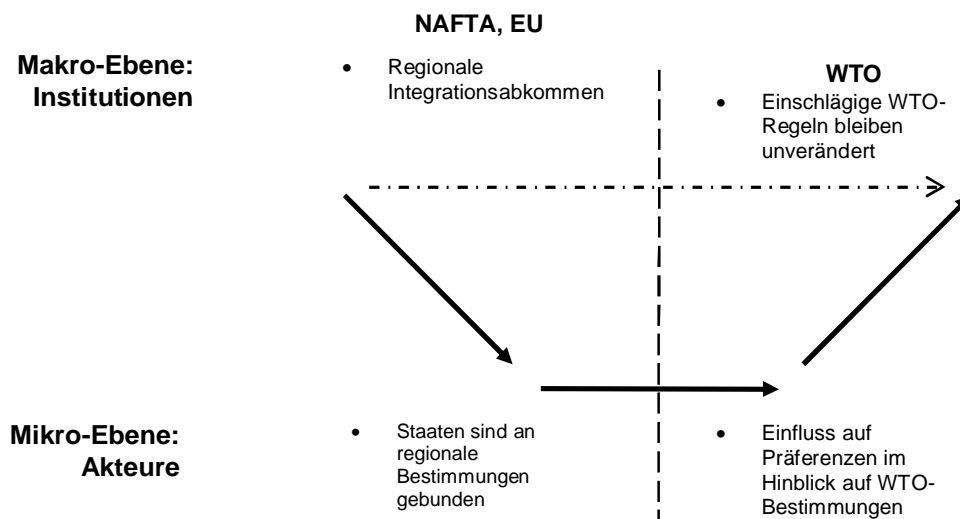 NAFTA, EU
Makro-Ebene:
Institutionen
• Regionale
Integrationsabkommen
WTO
• Einschlägige WTO-
Regeln bleiben
unverändert
Mikro-Ebene:
Akteure
• Staaten sind an
regionale
Bestimmungen
gebunden
• Einfluss auf
Präferenzen im
Hinblick auf WTO-
Bestimmungen